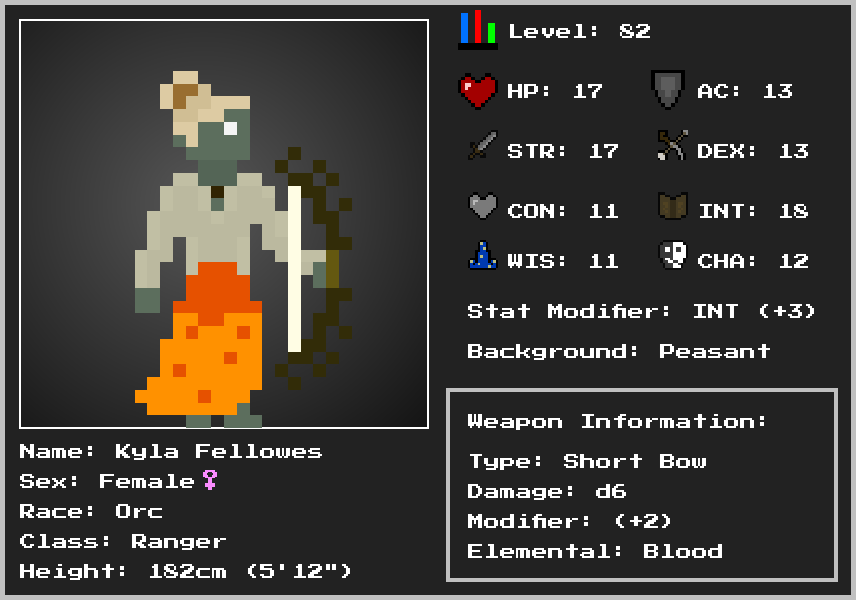 Level: 82
HP: 17
AC: 13
STR: 17
DEX: 13
CON: 11
INT: 18
WIS: 11
CHA: 12
Stat Modifier: INT (+3)
Background: Peasant
Weapon Information:
Type: Short Bow
Damage: d6
Modifier: (+2)
Elemental: Blood
Name: Kyla Fellowes
Sex: Female♀
Race: Orc
Class: Ranger
Height: 182cm (5'12")